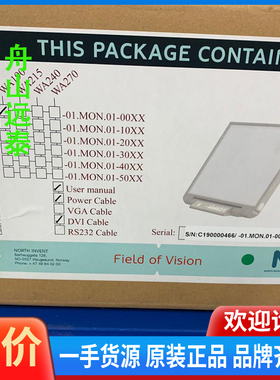 舟山远泰
THIS PACKAGE CONTAIN
WA215
WA240
WA270
-01.MON.01-00XX
-01.MON.01-10XX
-01.MON.01-20XX
-01.MON.01-30XX
-01.MON.01-40XX
-01.MON.01-50XX
User manual
Power Cable
VGA Cable
DVI Cable
RS232 Cable
Serial:
S/N:C190000466/ -01.MON.01-00
NORTH INVENT
Field of Vision
价
欢迎
一手货源 原装正品 品质